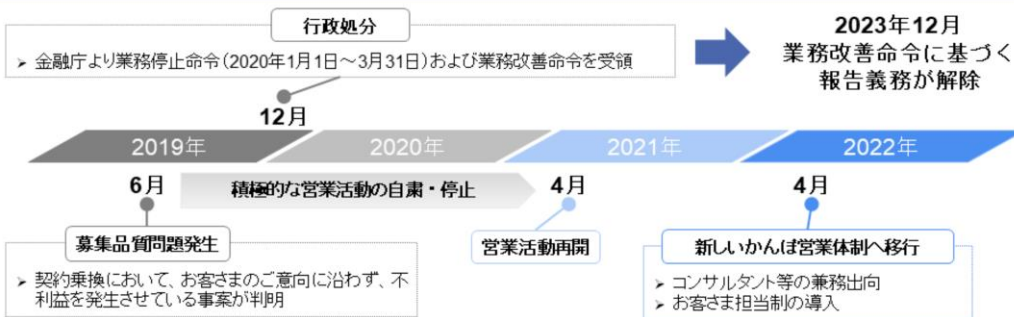 行政処分
➢ 金融庁より業務停止命令(2020年1月1日～3月31日)および業務改善命令を受領
2023年12月
業務改善命令に基づく
報告義務が解除
12月
2019年
2020年
2021年
2022年
6月
積極的な営業活動の自粛・停止
4月
4月
募集品質問題発生
➢ 契約乗換において、お客さまのご意向に沿わず、不
利益を発生させている事案が判明
営業活動再開
新しいかんぽ営業体制へ移行
➢ コンサルタント等の兼務出向
➢ お客さま担当制の導入